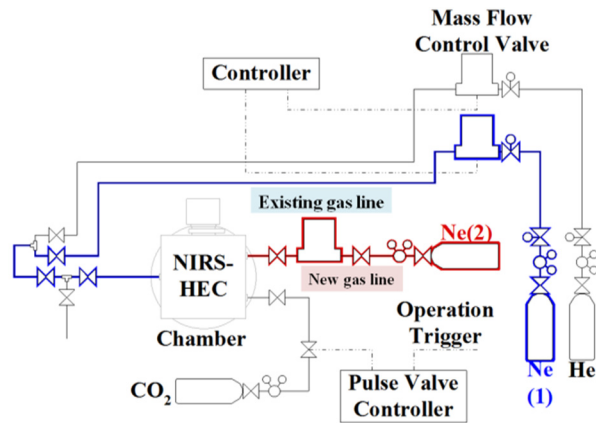 Mass Flow
Control Valve
Controller
Existing gas line
Ne(2)
NIRS-
HEC
New gas line
Chamber
Operation
Trigger
CO₂
Pulse Valve
Controller
Ne
(1)
He